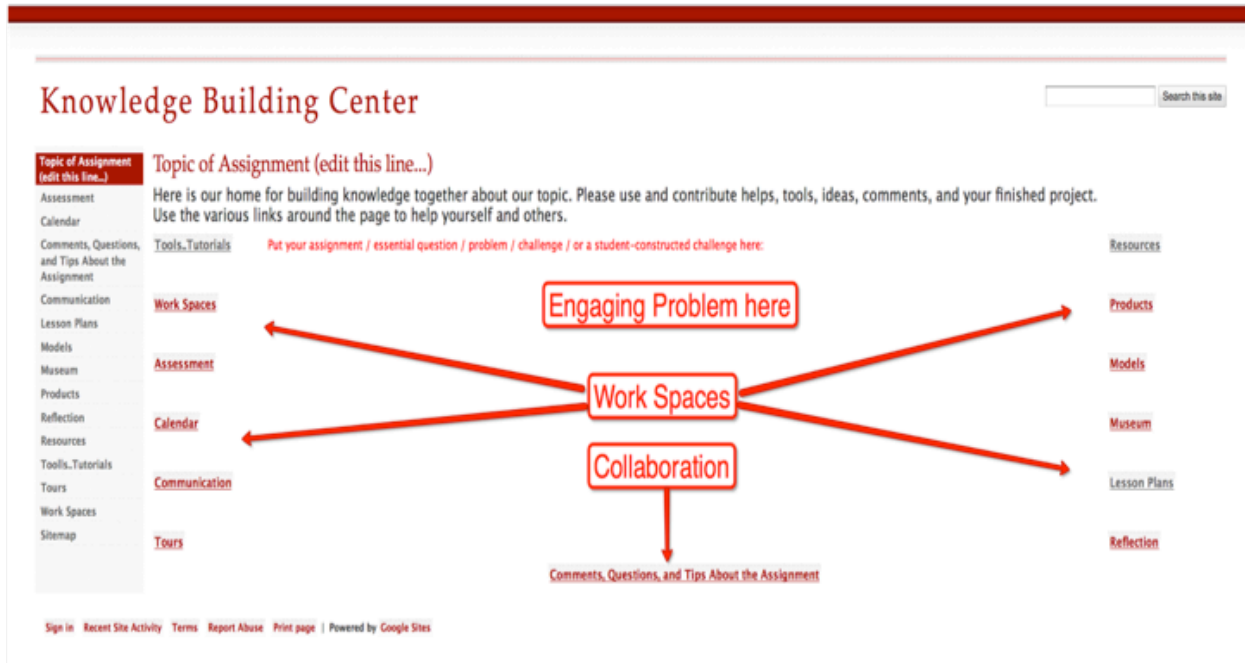 Knowledge Building Center
Search this site
Topic of Assignment
(edit this line...)
Assessment
Calendar
Comments, Questions,
and Tips About the
Assignment
Communication
Lesson Plans
Models
Museum
Products
Reflection
Resources
Toolls..Tutorials
Tours
Work Spaces
Sitemap
Topic of Assignment (edit this line...)
Here is our home for building knowledge together about our topic. Please use and contribute helps, tools, ideas, comments, and your finished project.
Use the various links around the page to help yourself and others.
Tools..Tutorials
Put your assignment / essential question / problem / challenge / or a student-constructed challenge here:
Resources
Engaging Problem here
Work Spaces
Products
Assessment
Models
Work Spaces
Calendar
Museum
Collaboration
Communication
Lesson Plans
Tours
Reflection
Comments, Questions, and Tips About the Assignment
Sign in Recent Site Activity Terms Report Abuse Print page | Powered by Google Sites